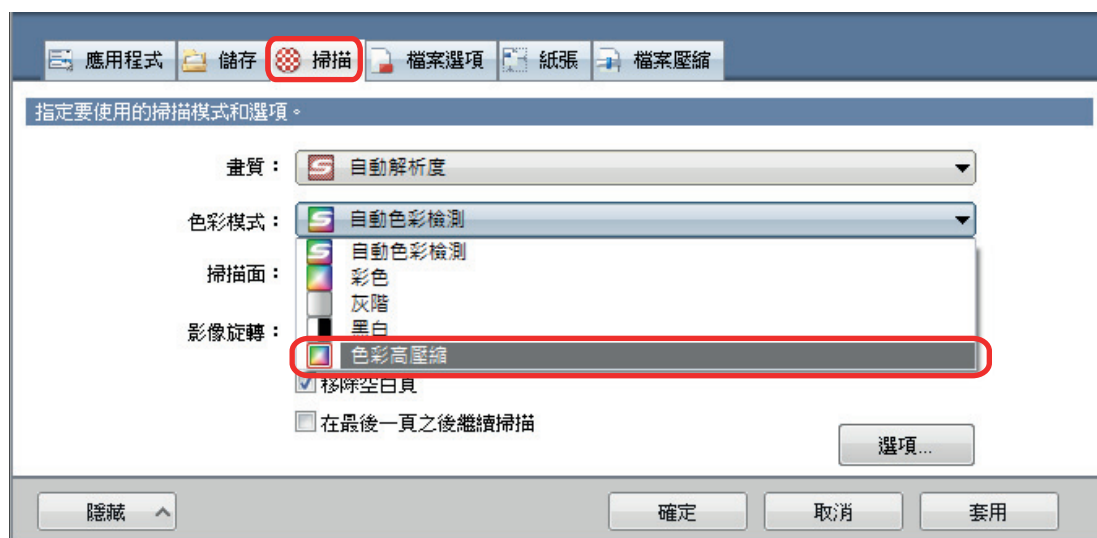 應用程式 儲存 掃描 檔案選項 紙張 檔案壓縮
指定要使用的掃描模式和選項。
畫質： 自動解析度
色彩模式： 自動色彩檢測
自動色彩檢測
掃描面： 彩色
灰階
影像旋轉： 黑白
色彩高壓縮
移除空白頁
在最後一頁之後繼續掃描
選項...
隱藏 確定 取消 套用